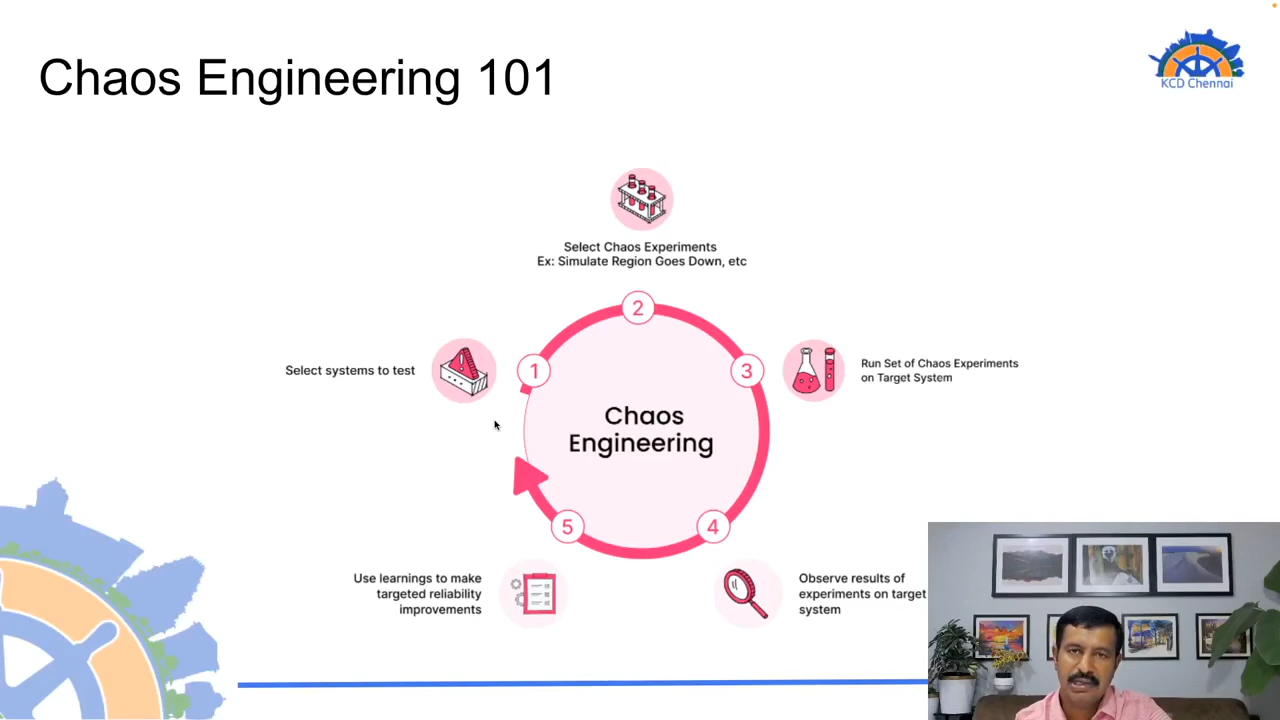 Chaos Engineering 101
KCD Chennai
Select Chaos Experiments
Ex: Simulate Region Goes Down, etc
2
Select systems to test
1
3
Run Set of Chaos Experiments
on Target System
Chaos
Engineering
5
4
Use learnings to make
targeted reliability
improvements
Observe results of
experiments on target
system